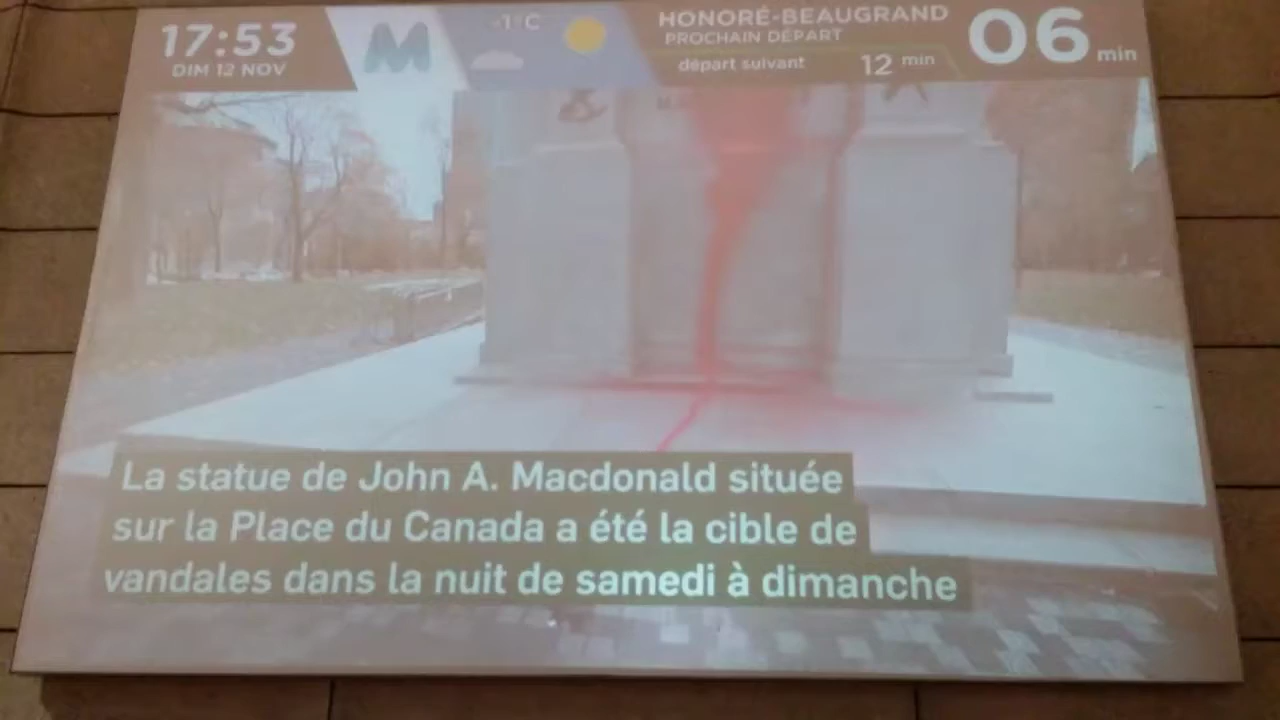 17:53
DIM 12 NOV
M
-1°C
HONORÉ-BEAUGRAND
PROCHAIN DÉPART
départ suivant
12 min
06 min
La statue de John A. Macdonald située
sur la Place du Canada a été la cible de
vandales dans la nuit de samedi à dimanche